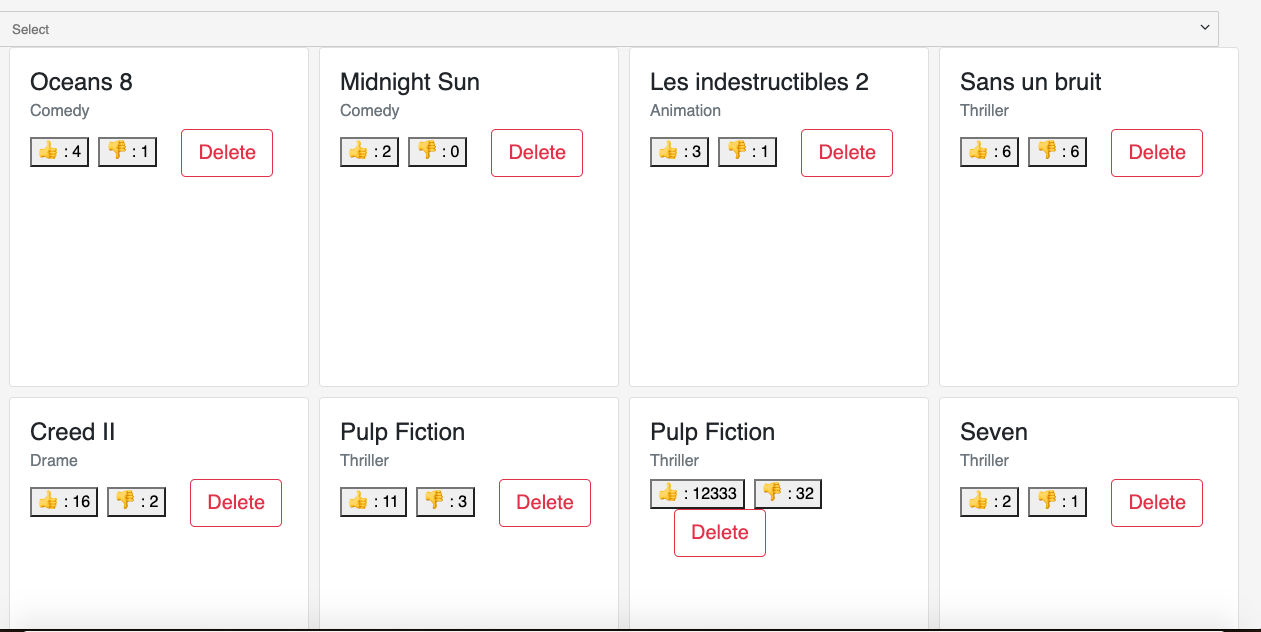 Select
Oceans 8
Comedy
👍 : 4 👎 : 1 Delete
Midnight Sun
Comedy
👍 : 2 👎 : 0 Delete
Les indestructibles 2
Animation
👍 : 3 👎 : 1 Delete
Sans un bruit
Thriller
👍 : 6 👎 : 6 Delete
Creed II
Drame
👍 : 16 👎 : 2 Delete
Pulp Fiction
Thriller
👍 : 11 👎 : 3 Delete
Pulp Fiction
Thriller
👍 : 12333 👎 : 32
Delete
Seven
Thriller
👍 : 2 👎 : 1 Delete